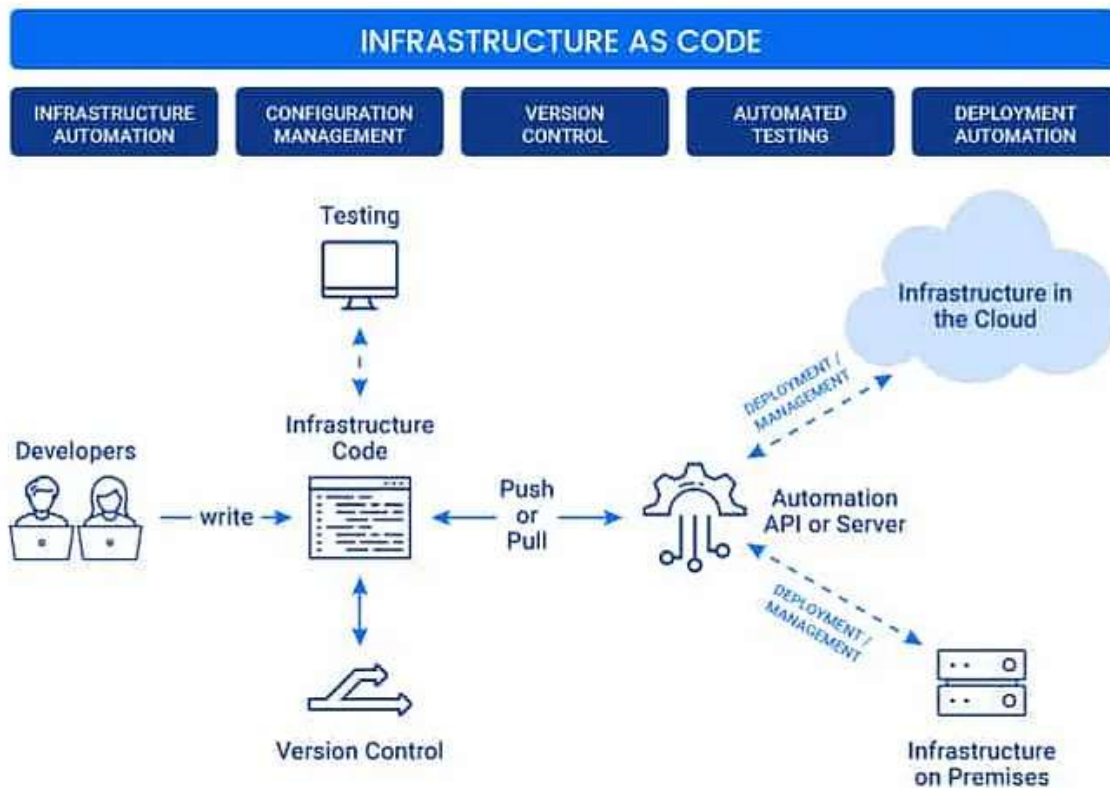 INFRASTRUCTURE AS CODE
INFRASTRUCTURE
AUTOMATION
CONFIGURATION
MANAGEMENT
VERSION
CONTROL
AUTOMATED
TESTING
DEPLOYMENT
AUTOMATION
Testing
Infrastructure in
the Cloud
DEPLOYMENT /
MANAGEMENT
Developers
Infrastructure
Code
write
Push
or
Pull
Automation
API or Server
DEPLOYMENT /
MANAGEMENT
Version Control
Infrastructure
on Premises